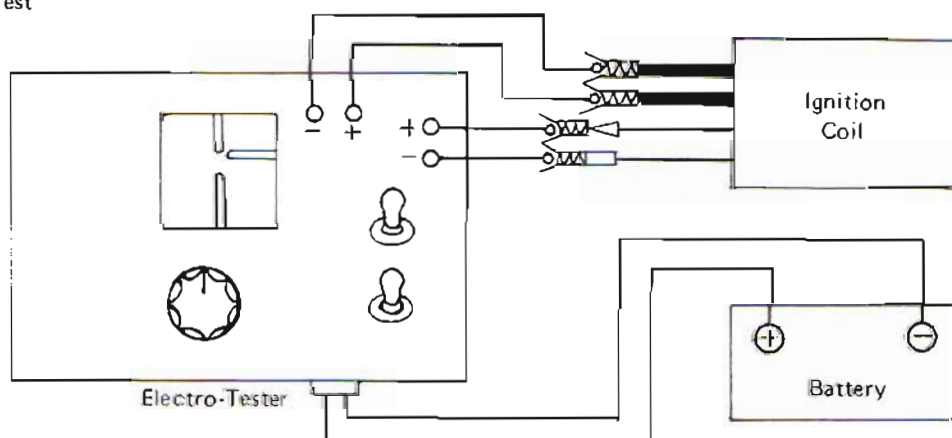 est
- +
+
-
Ignition
Coil
+ -
Battery
Electro-Tester